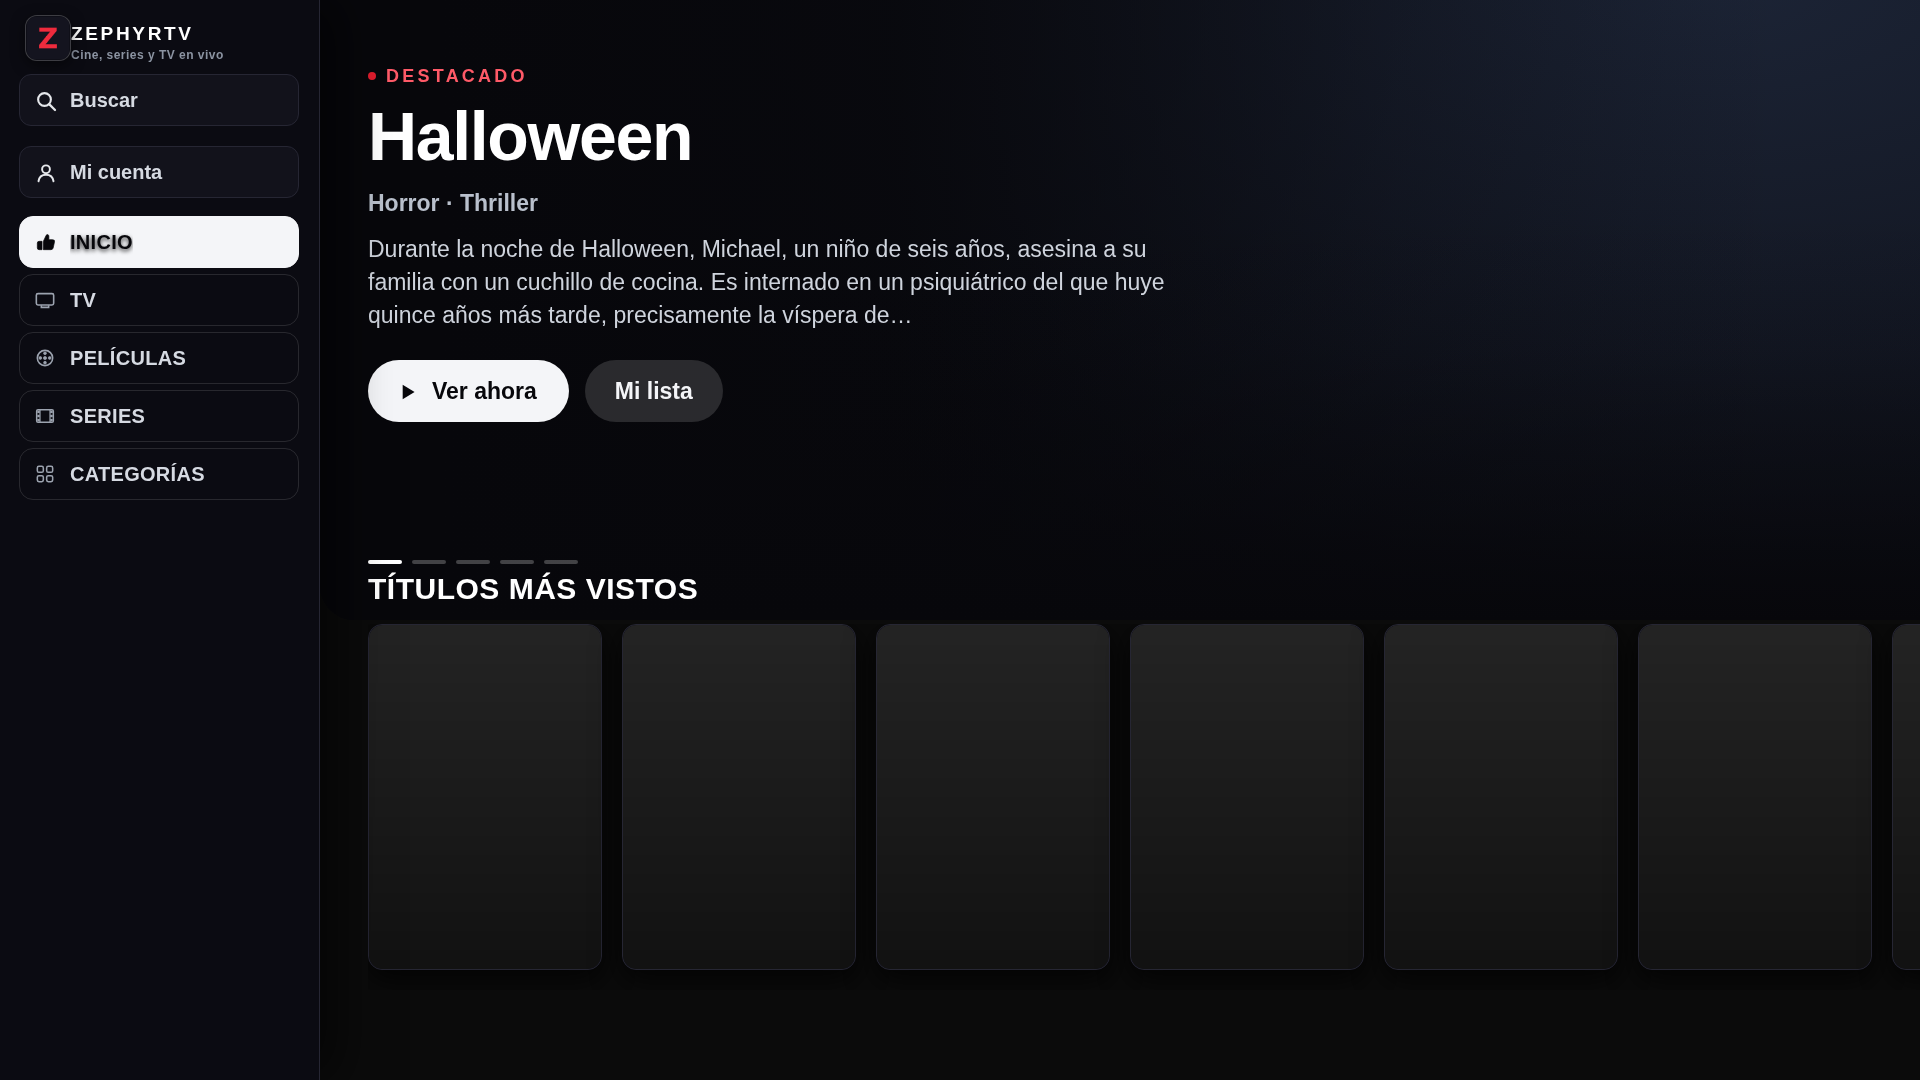 Z
ZEPHYRTV
Cine, series y TV en vivo
Buscar
Mi cuenta
INICIO
TV
PELÍCULAS
SERIES
CATEGORÍAS
DESTACADO
Halloween
Horror · Thriller
Durante la noche de Halloween, Michael, un niño de seis años, asesina a su
familia con un cuchillo de cocina. Es internado en un psiquiátrico del que huye
quince años más tarde, precisamente la víspera de…
Ver ahora
Mi lista
TÍTULOS MÁS VISTOS